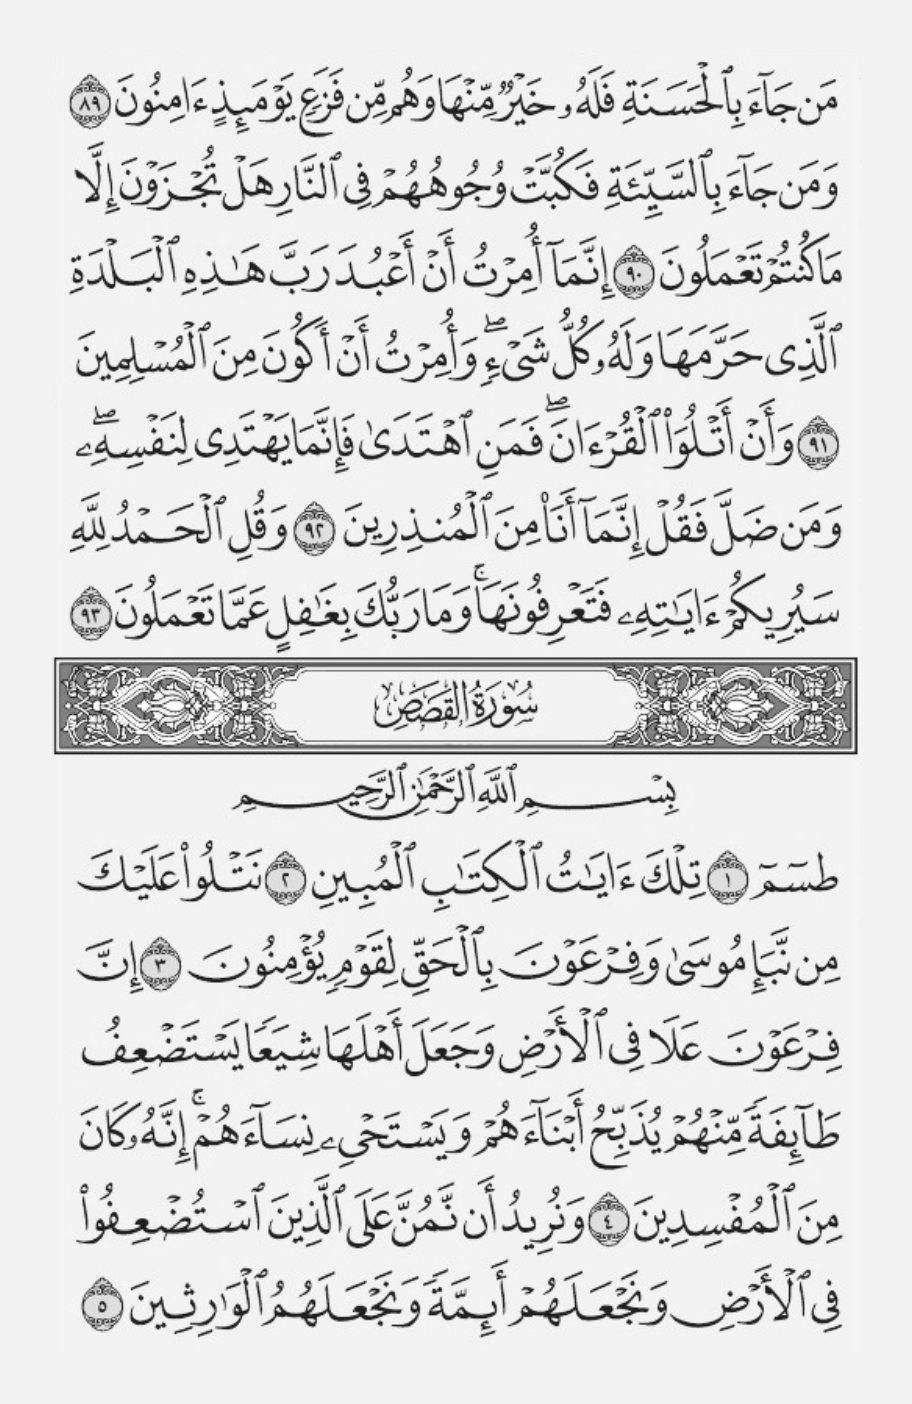 مَن جَآءَ بِٱلْحَسَنَةِ فَلَهُۥ خَيْرٌ مِّنْهَا وَهُم مِّن فَزَعٍ يَوْمَئِذٍ ءَامِنُونَ ٨٩
وَمَن جَآءَ بِٱلسَّيِّئَةِ فَكُبَّتْ وُجُوهُهُمْ فِى ٱلنَّارِ هَلْ تُجْزَوْنَ إِلَّا
مَا كُنتُمْ تَعْمَلُونَ ٩٠ إِنَّمَآ أُمِرْتُ أَنْ أَعْبُدَ رَبَّ هَٰذِهِ ٱلْبَلْدَةِ
ٱلَّذِى حَرَّمَهَا وَلَهُۥ كُلُّ شَىْءٍۖ وَأُمِرْتُ أَنْ أَكُونَ مِنَ ٱلْمُسْلِمِينَ
٩١ وَأَنْ أَتْلُوَا۟ ٱلْقُرْءَانَۖ فَمَنِ ٱهْتَدَىٰ فَإِنَّمَا يَهْتَدِى لِنَفْسِهِۦۖ
وَمَن ضَلَّ فَقُلْ إِنَّمَآ أَنَا۠ مِنَ ٱلْمُنذِرِينَ ٩٢ وَقُلِ ٱلْحَمْدُ لِلَّهِ
سَيُرِيكُمْ ءَايَٰتِهِۦ فَتَعْرِفُونَهَاۚ وَمَا رَبُّكَ بِغَٰفِلٍ عَمَّا تَعْمَلُونَ ٩٣
سُورَةُ القَصَصِ
بِسْمِ ٱللَّهِ ٱلرَّحْمَٰنِ ٱلرَّحِيمِ
طسٓمٓ ١ تِلْكَ ءَايَٰتُ ٱلْكِتَٰبِ ٱلْمُبِينِ ٢ نَتْلُوا۟ عَلَيْكَ
مِن نَّبَإِ مُوسَىٰ وَفِرْعَوْنَ بِٱلْحَقِّ لِقَوْمٍ يُؤْمِنُونَ ٣ إِنَّ
فِرْعَوْنَ عَلَا فِى ٱلْأَرْضِ وَجَعَلَ أَهْلَهَا شِيَعًا يَسْتَضْعِفُ
طَآئِفَةً مِّنْهُمْ يُذَبِّحُ أَبْنَآءَهُمْ وَيَسْتَحْىِۦ نِسَآءَهُمْۚ إِنَّهُۥ كَانَ
مِنَ ٱلْمُفْسِدِينَ ٤ وَنُرِيدُ أَن نَّمُنَّ عَلَى ٱلَّذِينَ ٱسْتُضْعِفُوا۟
فِى ٱلْأَرْضِ وَنَجْعَلَهُمْ أَئِمَّةً وَنَجْعَلَهُمُ ٱلْوَٰرِثِينَ ٥